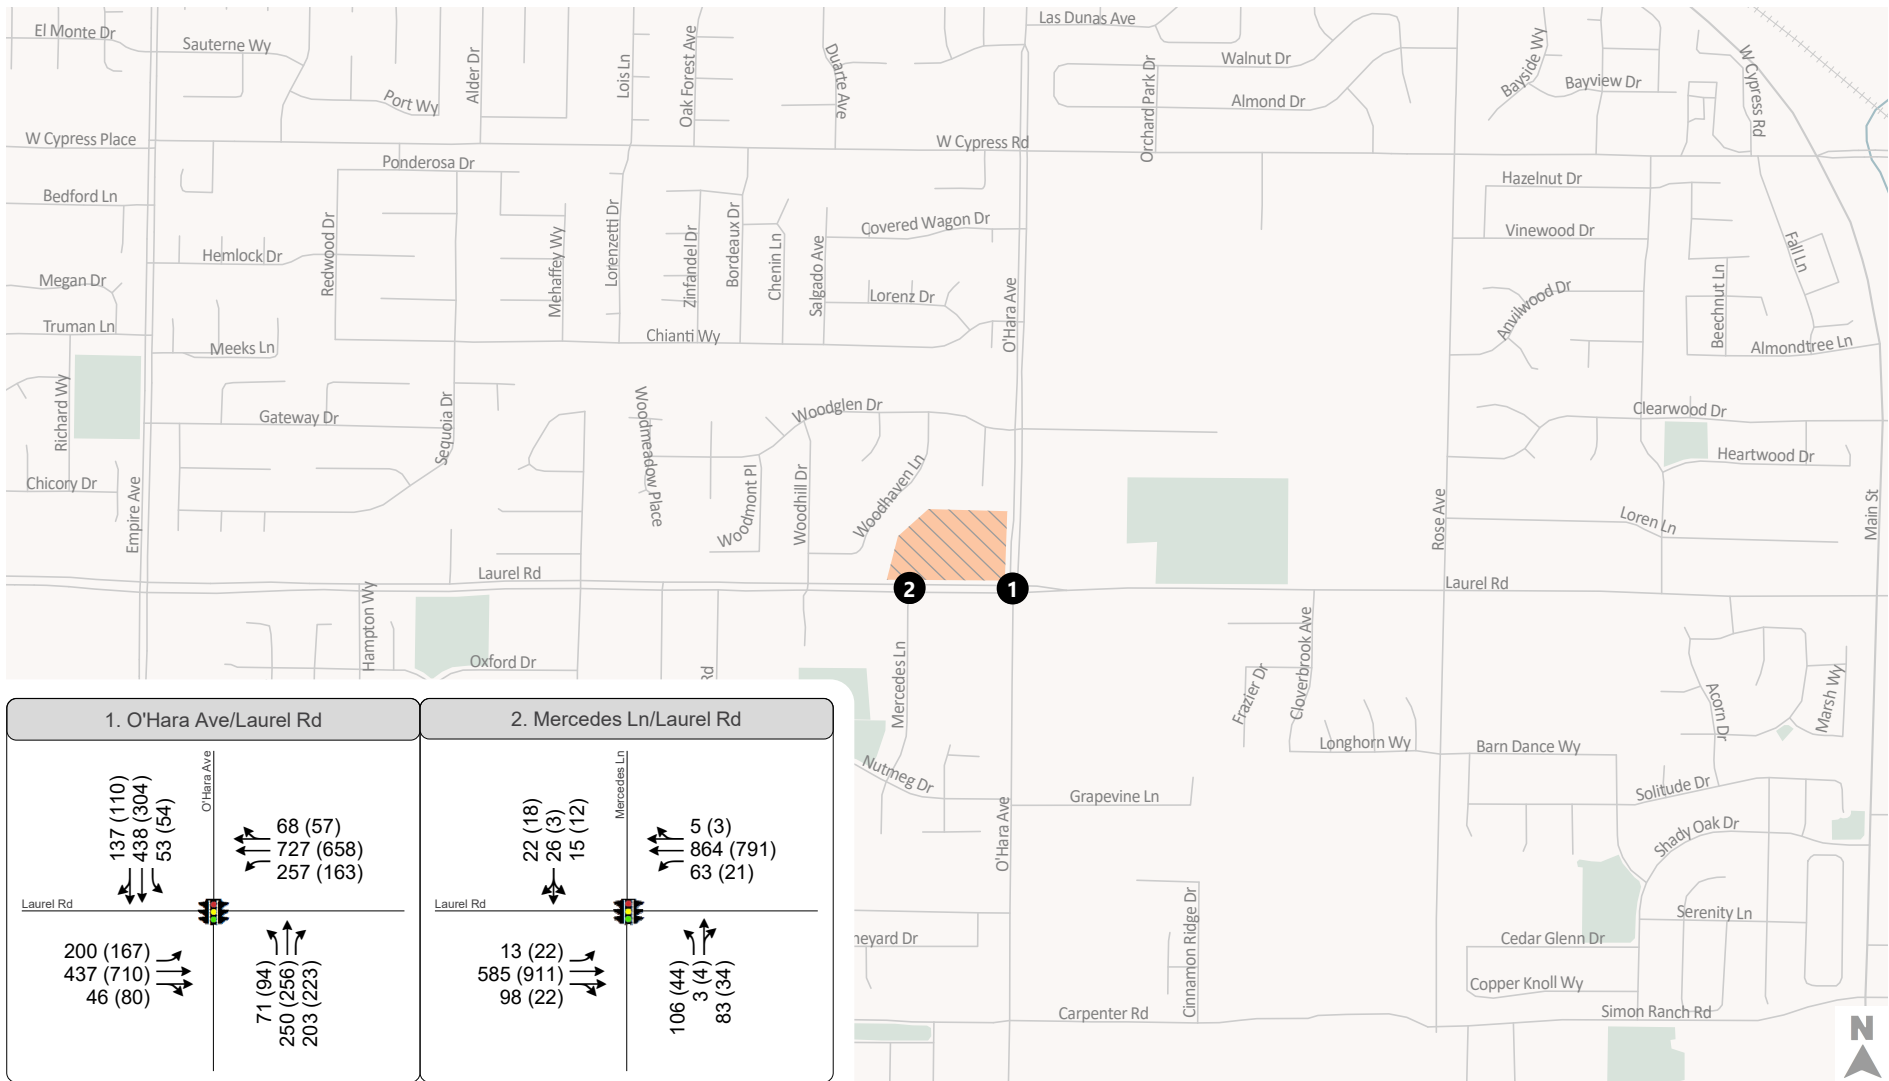 Las Dunas Ave
El Monte Dr
Sauterne Wy
Alder Dr
Lois Ln
Oak Forest Ave
Duarte Ave
Walnut Dr
Bayside Wy
Bayview Dr
W Cypress Rd
Port Wy
Almond Dr
Orchard Park Dr
W Cypress Place
W Cypress Rd
Ponderosa Dr
Hazelnut Dr
Bedford Ln
Redwood Dr
Mehaffey Wy
Lorenzetti Dr
Zinfandel Dr
Bordeaux Dr
Chenin Ln
Salgado Ave
Covered Wagon Dr
Vinewood Dr
Fall Ln
Hemlock Dr
Megan Dr
Lorenz Dr
O'Hara Ave
Anvilwood Dr
Beechnut Ln
Truman Ln
Meeks Ln
Chianti Wy
Almondtree Ln
Richard Wy
Gateway Dr
Sequoia Dr
Woodmeadow Place
Woodglen Dr
Clearwood Dr
Heartwood Dr
Chicory Dr
Empire Ave
Woodmont Pl
Woodhill Dr
Woodhaven Ln
Rose Ave
Loren Ln
Main St
Laurel Rd
2
1
Laurel Rd
Hampton Wy
Oxford Dr
Rd
Mercedes Ln
Frazier Dr
Cloverbrook Ave
Acorn Dr
Marsh Wy
Longhorn Wy
Barn Dance Wy
Nutmeg Dr
Grapevine Ln
Solitude Dr
Shady Oak Dr
O'Hara Ave
Cinnamon Ridge Dr
Serenity Ln
neyard Dr
Cedar Glenn Dr
Copper Knoll Wy
Carpenter Rd
Simon Ranch Rd
N
1. O'Hara Ave/Laurel Rd
O'Hara Ave
137 (110)
438 (304)
53 (54)
68 (57)
727 (658)
257 (163)
Laurel Rd
200 (167)
437 (710)
46 (80)
71 (94)
250 (256)
203 (223)
2. Mercedes Ln/Laurel Rd
Mercedes Ln
22 (18)
26 (3)
15 (12)
5 (3)
864 (791)
63 (21)
Laurel Rd
13 (22)
585 (911)
98 (22)
106 (44)
3 (4)
83 (34)